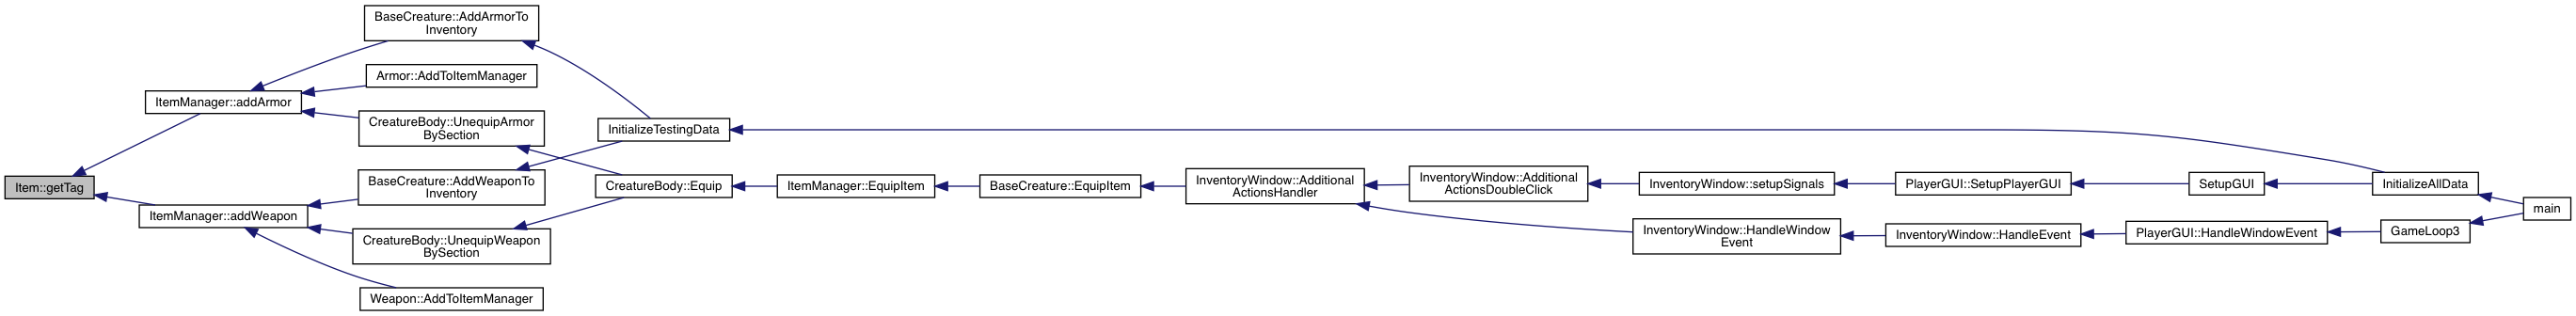 BaseCreature::AddArmorTo
Inventory
Armor::AddToItemManager
ItemManager::addArmor
CreatureBody::UnequipArmor
BySection
InitializeTestingData
Item::getTag
BaseCreature::AddWeaponTo
Inventory
CreatureBody::Equip
ItemManager::EquipItem
BaseCreature::EquipItem
InventoryWindow::Additional
ActionsHandler
InventoryWindow::Additional
ActionsDoubleClick
InventoryWindow::setupSignals
PlayerGUI::SetupPlayerGUI
SetupGUI
InitializeAllData
main
ItemManager::addWeapon
CreatureBody::UnequipWeapon
BySection
InventoryWindow::HandleWindow
Event
InventoryWindow::HandleEvent
PlayerGUI::HandleWindowEvent
GameLoop3
Weapon::AddToItemManager